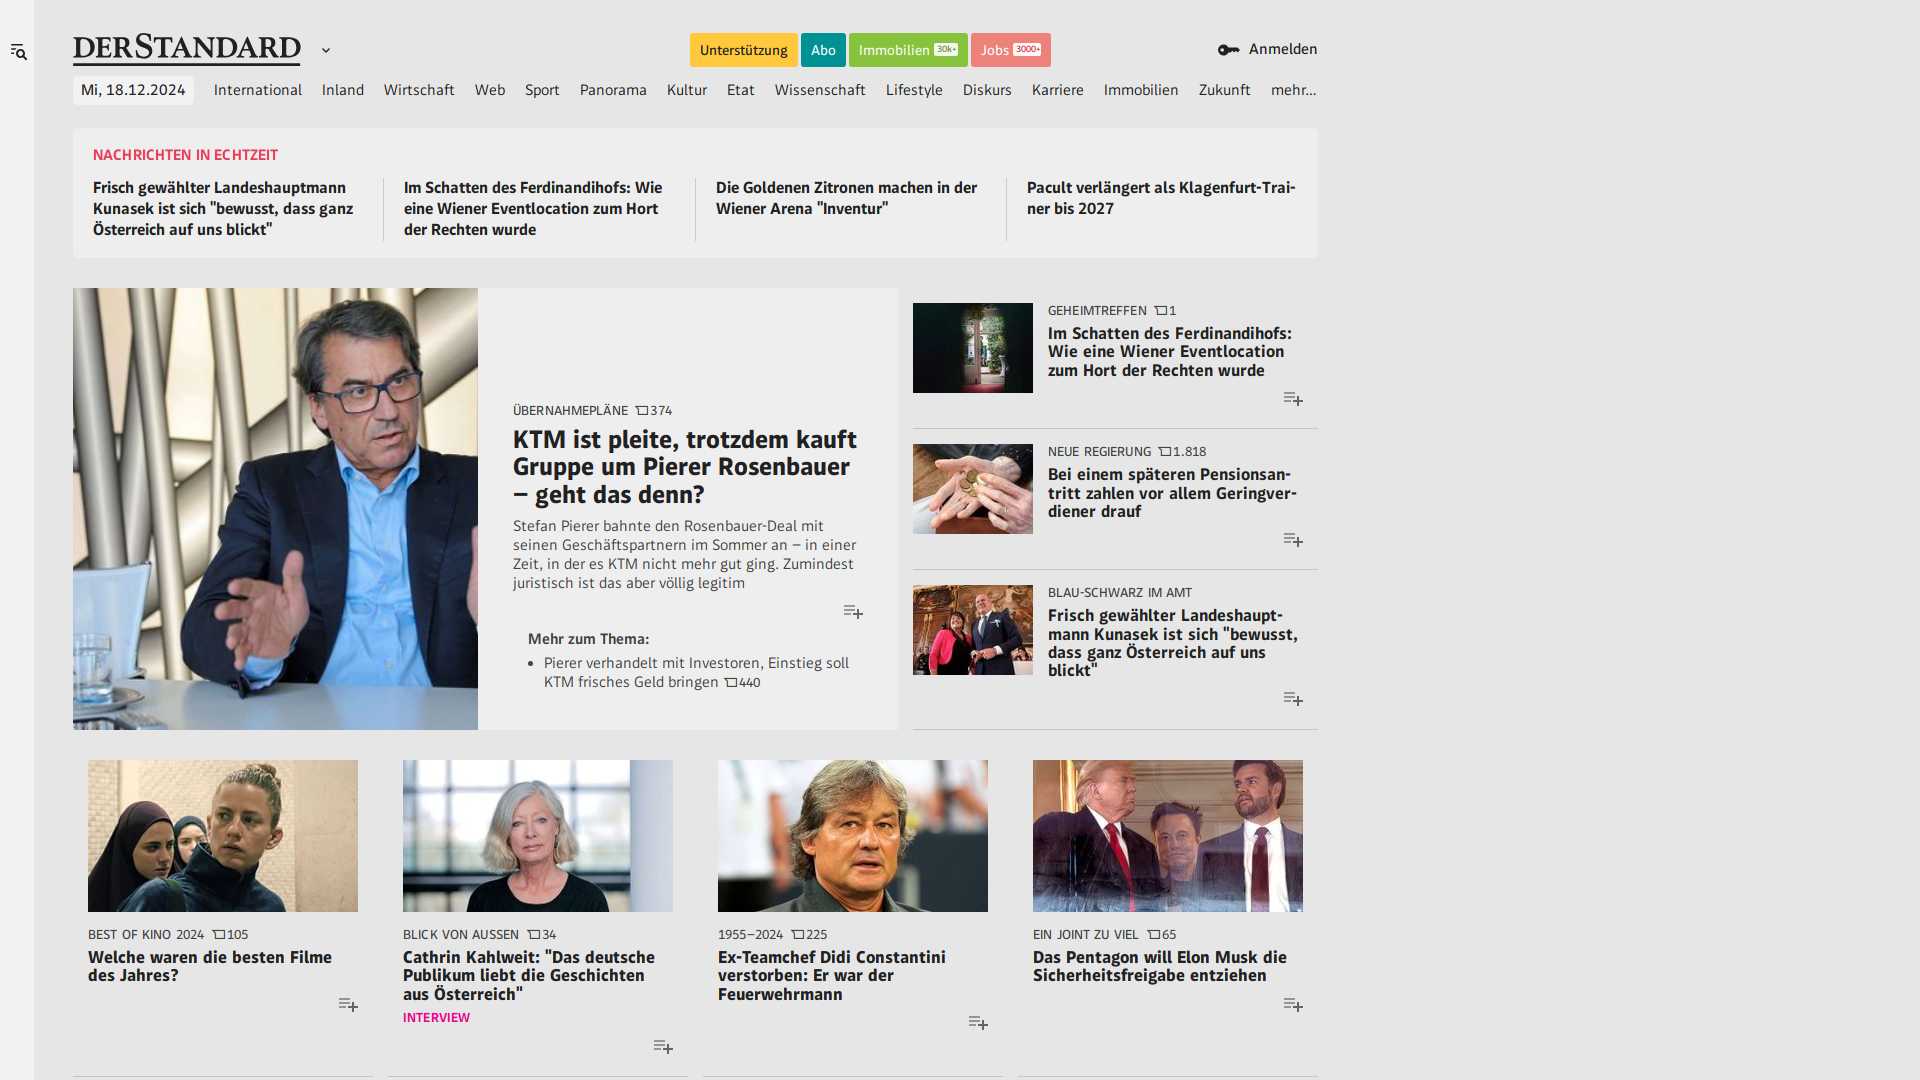 DERSTANDARD
Unterstützung
Abo
Immobilien 30k+
Jobs 3000+
Anmelden
Mi, 18.12.2024
International
Inland
Wirtschaft
Web
Sport
Panorama
Kultur
Etat
Wissenschaft
Lifestyle
Diskurs
Karriere
Immobilien
Zukunft
mehr...
NACHRICHTEN IN ECHTZEIT
Frisch gewählter Landeshauptmann
Kunasek ist sich "bewusst, dass ganz
Österreich auf uns blickt"
Im Schatten des Ferdinandihofs: Wie
eine Wiener Eventlocation zum Hort
der Rechten wurde
Die Goldenen Zitronen machen in der
Wiener Arena "Inventur"
Pacult verlängert als Klagenfurt-Trai-
ner bis 2027
ÜBERNAHMEPLÄNE 374
KTM ist pleite, trotzdem kauft
Gruppe um Pierer Rosenbauer
– geht das denn?
Stefan Pierer bahnte den Rosenbauer-Deal mit
seinen Geschäftspartnern im Sommer an – in einer
Zeit, in der es KTM nicht mehr gut ging. Zumindest
juristisch ist das aber völlig legitim
Mehr zum Thema:
• Pierer verhandelt mit Investoren, Einstieg soll
KTM frisches Geld bringen 440
GEHEIMTREFFEN 1
Im Schatten des Ferdinandihofs:
Wie eine Wiener Eventlocation
zum Hort der Rechten wurde
NEUE REGIERUNG 1.818
Bei einem späteren Pensionsan-
tritt zahlen vor allem Geringver-
diener drauf
BLAU-SCHWARZ IM AMT
Frisch gewählter Landeshaupt-
mann Kunasek ist sich "bewusst,
dass ganz Österreich auf uns
blickt"
BEST OF KINO 2024 105
Welche waren die besten Filme
des Jahres?
BLICK VON AUSSEN 34
Cathrin Kahlweit: "Das deutsche
Publikum liebt die Geschichten
aus Österreich"
INTERVIEW
1955–2024 225
Ex-Teamchef Didi Constantini
verstorben: Er war der
Feuerwehrmann
EIN JOINT ZU VIEL 65
Das Pentagon will Elon Musk die
Sicherheitsfreigabe entziehen